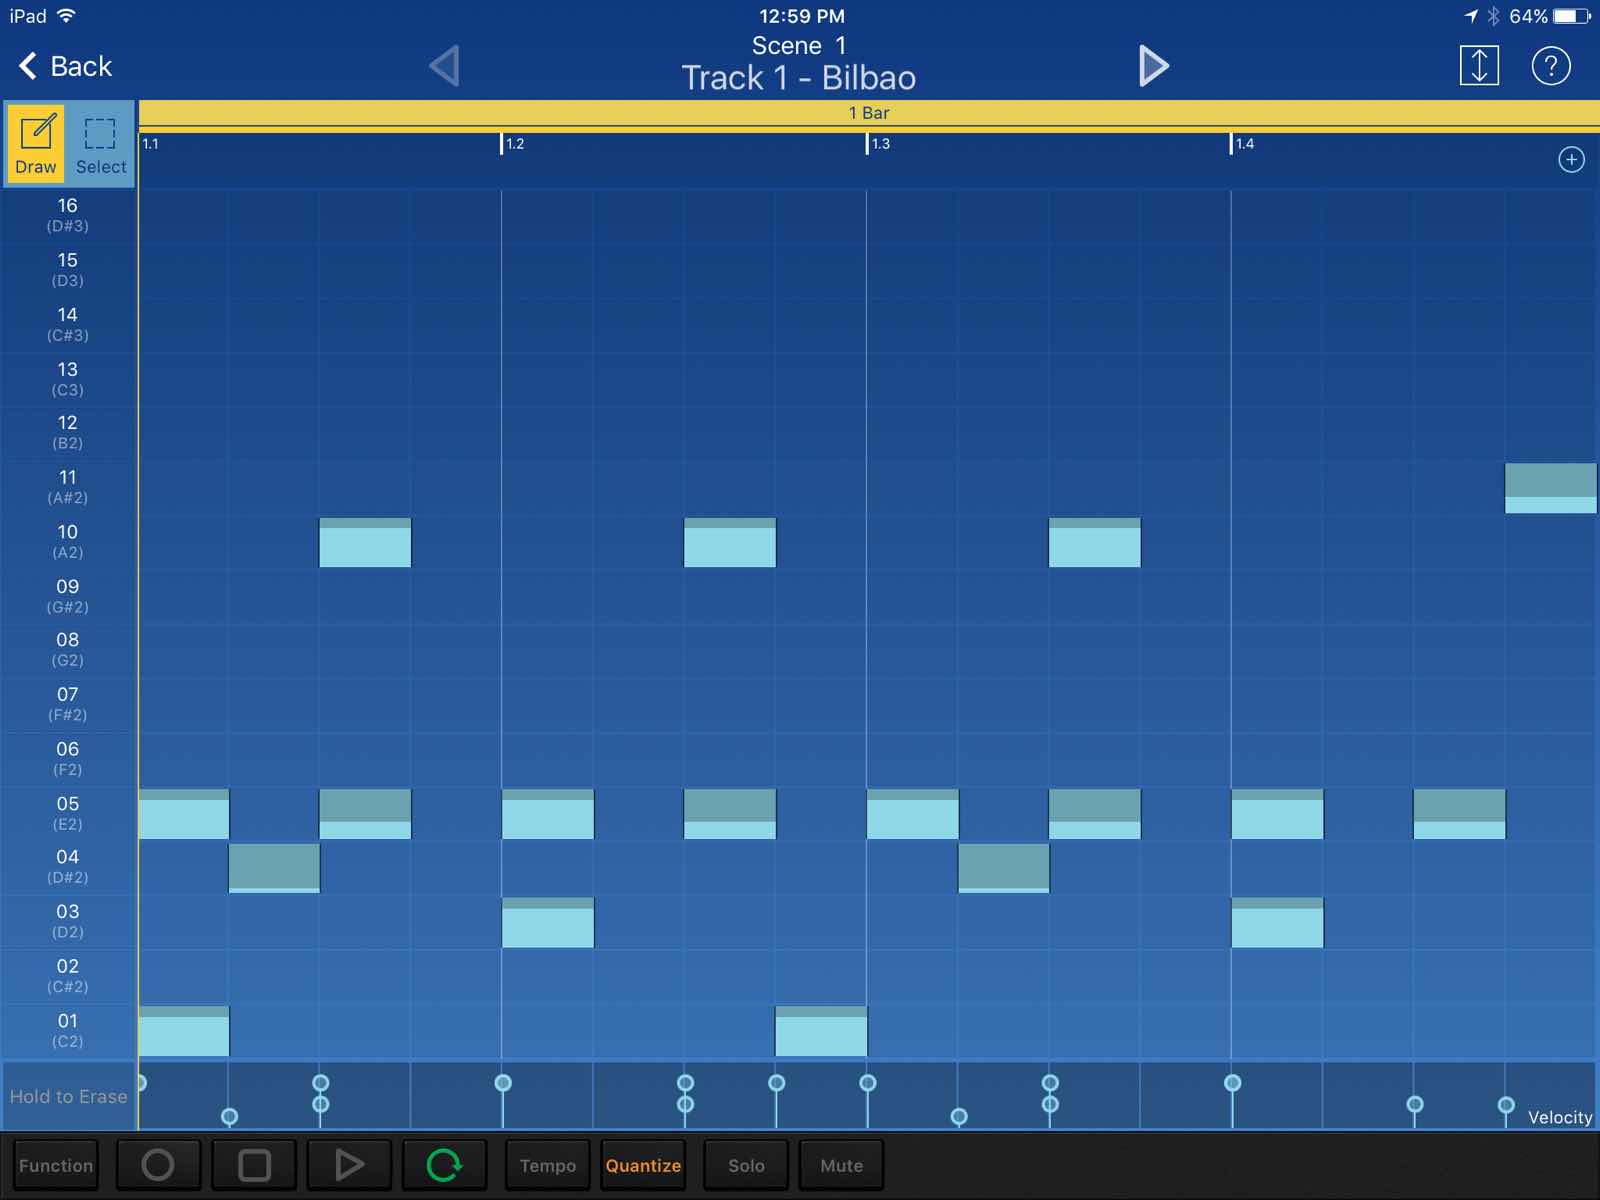 iPad 12:59 PM 64%
Back
Scene 1
Track 1 - Bilbao
?
Draw Select
1 Bar
1.1 1.2 1.3 1.4
16
(D#3)
15
(D3)
14
(C#3)
13
(C3)
12
(B2)
11
(A#2)
10
(A2)
09
(G#2)
08
(G2)
07
(F#2)
06
(F2)
05
(E2)
04
(D#2)
03
(D2)
02
(C#2)
01
(C2)
Hold to Erase
Velocity
Function Tempo Quantize Solo Mute